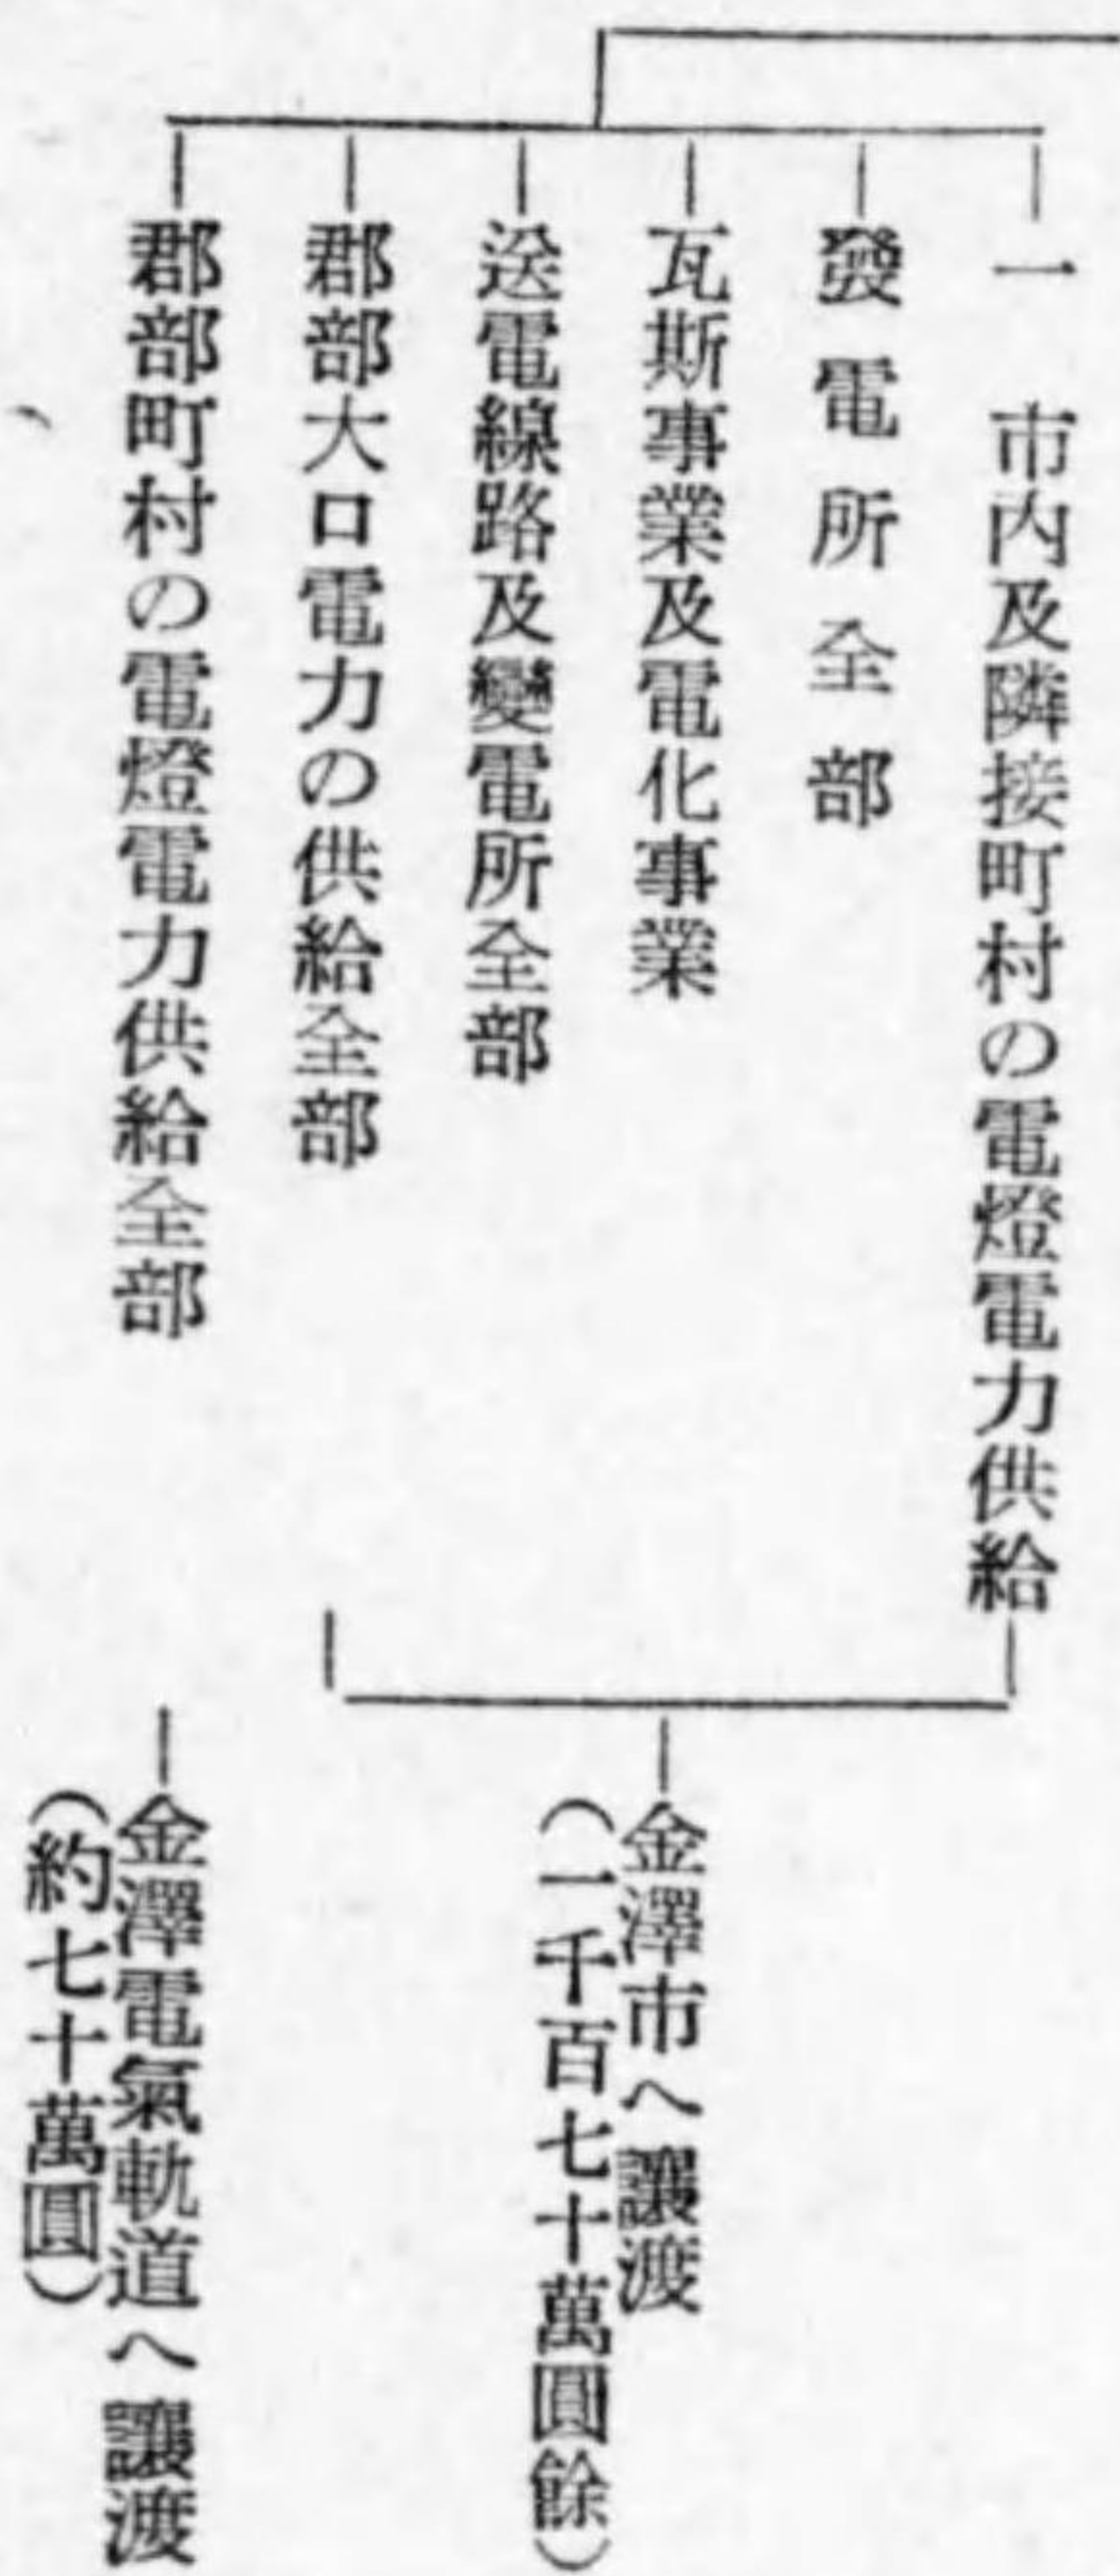 一 市内及隣接町村の電燈電力供給
發電所全部
瓦斯事業及電化事業
送電線路及變電所全部
郡部大口電力の供給全部
郡部町村の電燈電力供給全部
金澤市へ讓渡
(一千百七十萬圓餘)
金澤電氣軌道へ讓渡
(約七十萬圓)